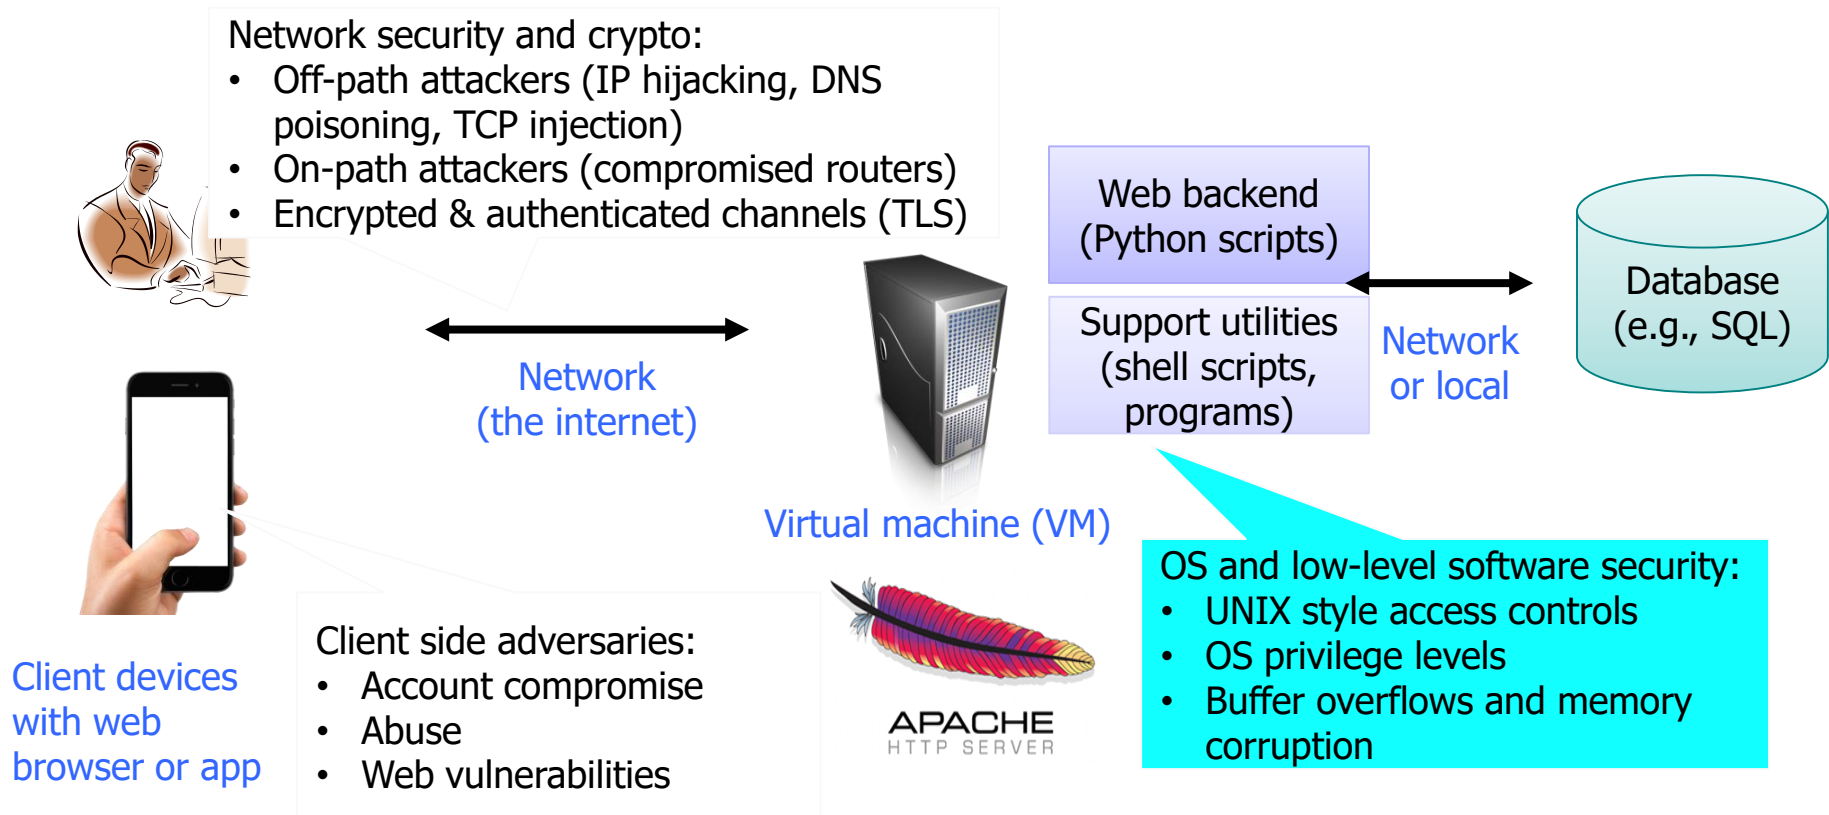 Network security and crypto:
• Off-path attackers (IP hijacking, DNS
poisoning, TCP injection)
• On-path attackers (compromised routers)
• Encrypted & authenticated channels (TLS)
Web backend
(Python scripts)
Support utilities
(shell scripts,
programs)
Network
or local
Database
(e.g., SQL)
Network
(the internet)
Virtual machine (VM)
APACHE
HTTP SERVER
OS and low-level software security:
• UNIX style access controls
• OS privilege levels
• Buffer overflows and memory
corruption
Client side adversaries:
• Account compromise
• Abuse
• Web vulnerabilities
Client devices
with web
browser or app